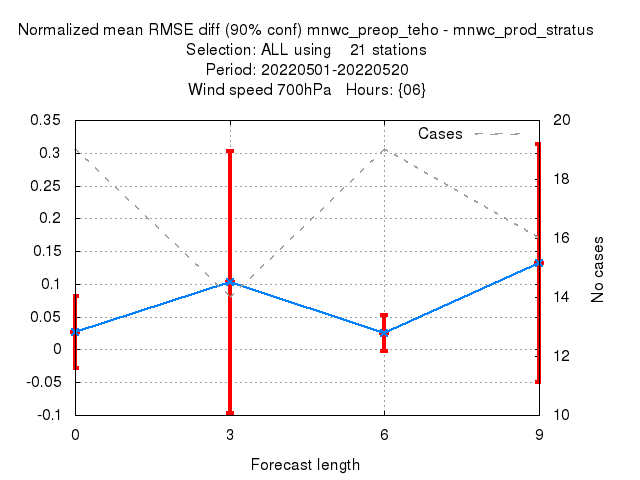 Normalized mean RMSE diff (90% conf) mnwc_preop_teho - mnwc_prod_stratus
Selection: ALL using    21 stations
Period: 20220501-20220520
Wind speed 700hPa   Hours: {06}
Cases
0.35
0.3
0.25
0.2
0.15
0.1
0.05
0
-0.05
-0.1
20
18
16
14
12
10
No cases
0 3 6 9
Forecast length